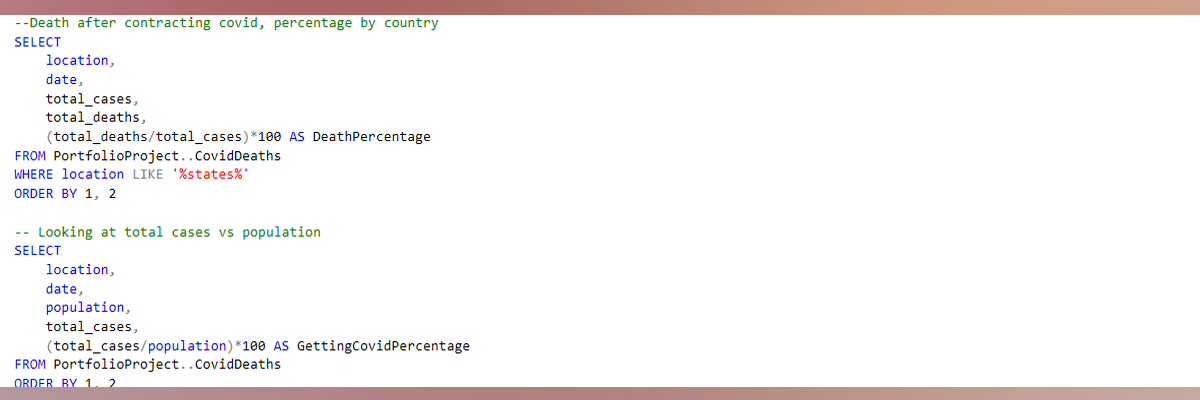 --Death after contracting covid, percentage by country
SELECT
    location,
    date,
    total_cases,
    total_deaths,
    (total_deaths/total_cases)*100 AS DeathPercentage
FROM PortfolioProject..CovidDeaths
WHERE location LIKE '%states%'
ORDER BY 1, 2

-- Looking at total cases vs population
SELECT
    location,
    date,
    population,
    total_cases,
    (total_cases/population)*100 AS GettingCovidPercentage
FROM PortfolioProject..CovidDeaths
ORDER BY 1, 2